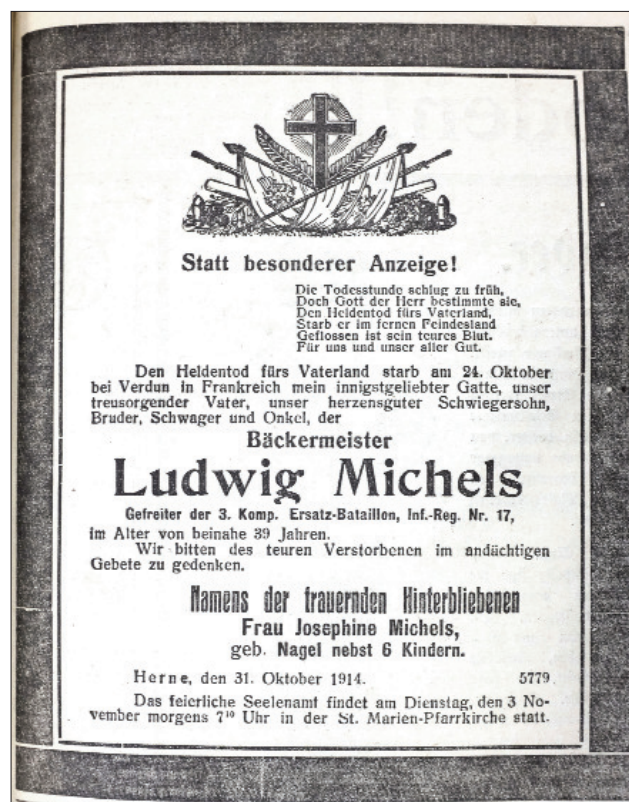 Statt besonderer Anzeige!
Die Todesstunde schlug zu früh,
Doch Gott der Herr bestimmte sie,
Den Heldentod fürs Vaterland,
Starb er im fernen Feindesland
Geflossen ist sein teures Blut.
Für uns und unser aller Gut.
Den Heldentod fürs Vaterland starb am 24. Oktober
bei Verdun in Frankreich mein innigstgeliebter Gatte, unser
treusorgender Vater, unser herzensguter Schwiegersohn,
Bruder, Schwager und Onkel, der
Bäckermeister
Ludwig Michels
Gefreiter der 3. Komp. Ersatz-Bataillon, Inf.-Reg. Nr. 17,
im Alter von beinahe 39 Jahren.
Wir bitten des teuren Verstorbenen im andächtigen
Gebete zu gedenken.
Namens der trauernden Hinterbliebenen
Frau Josephine Michels,
geb. Nagel nebst 6 Kindern.
Herne, den 31. Oktober 1914. 5779
Das feierliche Seelenamt findet am Dienstag, den 3 No-
vember morgens 7¹⁰ Uhr in der St. Marien-Pfarrkirche statt.